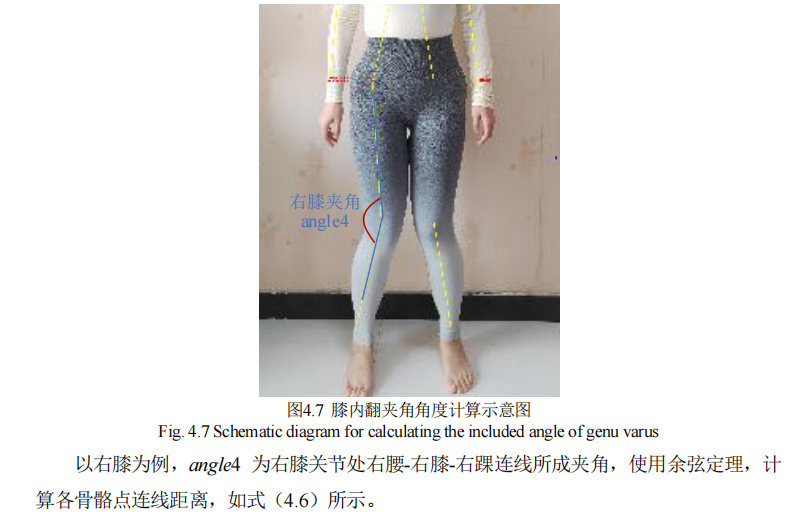 右膝夹角
angle4
图4.7 膝内翻夹角角度计算示意图
Fig. 4.7 Schematic diagram for calculating the included angle of genu varus
以右膝为例，angle4 为右膝关节处右腰-右膝-右踝连线所成夹角，使用余弦定理，计
算各骨骼点连线距离，如式（4.6）所示。